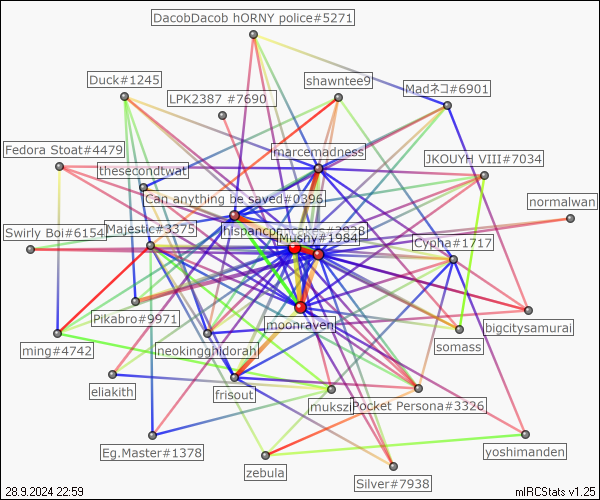 DacobDacob hORNY police#5271
Duck#1245
shawntee9
LPK2387 #7690
Madネコ#6901
marcemadness
Fedora Stoat#4479
JKOUYH VIII#7034
thesecondtwat
Can anything be saved#0396
normalwan
Swirly Boi#6154
Majestic#3375
Mushy#1984
Cypha#1717
Pikabro#9971
moonraven
bigcitysamurai
ming#4742
neokingghidorah
somass
eliakith
frisout
mukszi
Pocket Persona#3326
Eg.Master#1378
yoshimanden
zebula
Silver#7938
28.9.2024 22:59
mIRCStats v1.25